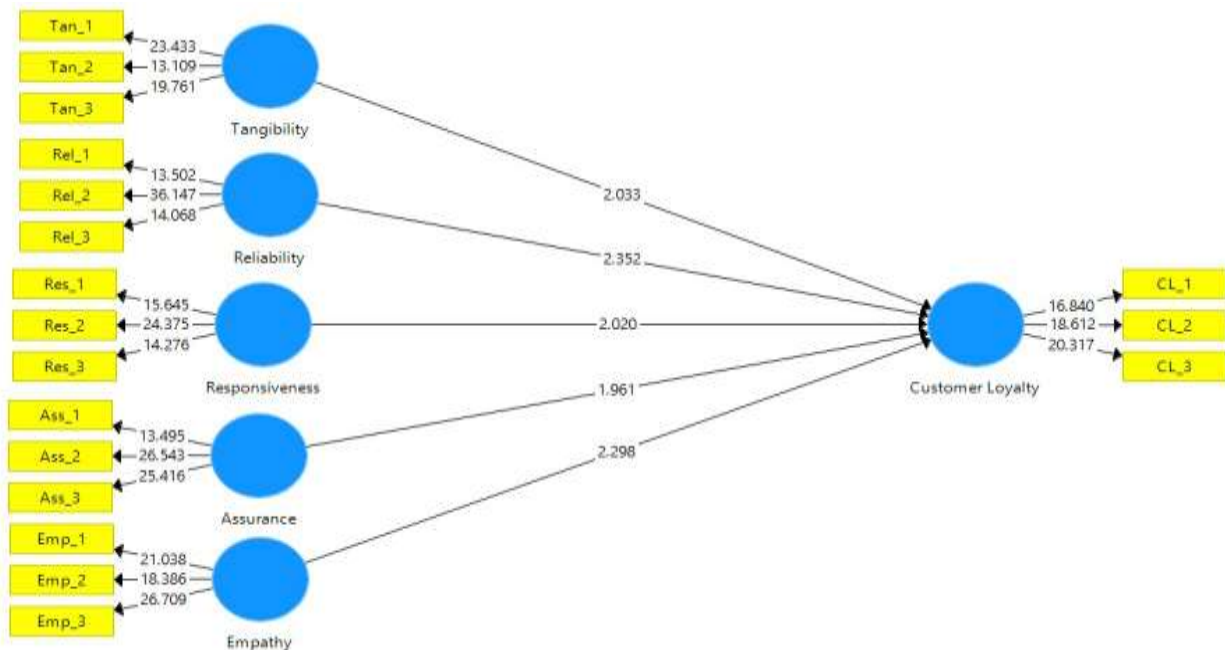 Tan_1
23.433
Tan_2
13.109
19.761
Tan_3
Tangibility
Rel_1
13.502
Rel_2
36.147
14.068
Rel_3
Reliability
Res_1
15.645
Res_2
24.375
14.276
Res_3
Responsiveness
Ass_1
13.495
Ass_2
26.543
25.416
Ass_3
Assurance
Emp_1
21.038
Emp_2
18.386
26.709
Emp_3
Empathy
2.033
2.352
2.020
1.961
2.298
Customer Loyalty
16.840
18.612
20.317
CL_1
CL_2
CL_3